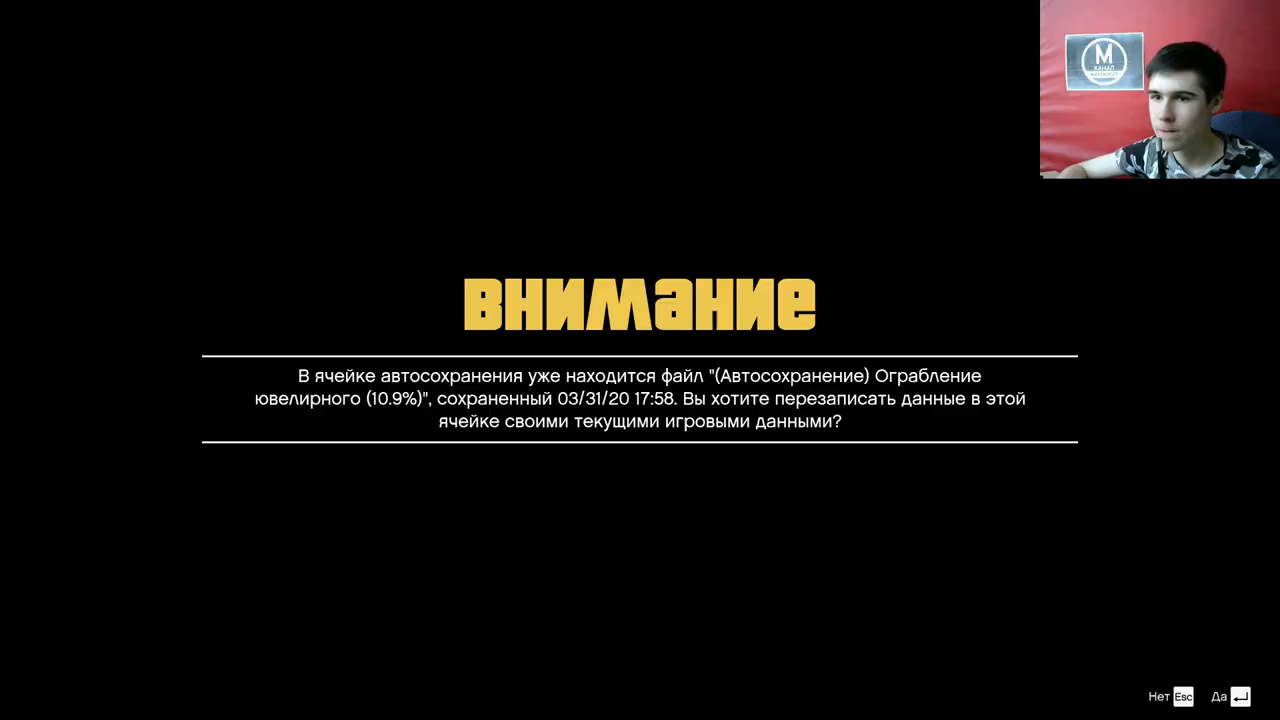 М
КАНАЛ
внимание
В ячейке автосохранения уже находится файл "(Автосохранение) Ограбление
ювелирного (10.9%)", сохраненный 03/31/20 17:58. Вы хотите перезаписать данные в этой
ячейке своими текущими игровыми данными?
Нет Esc Да